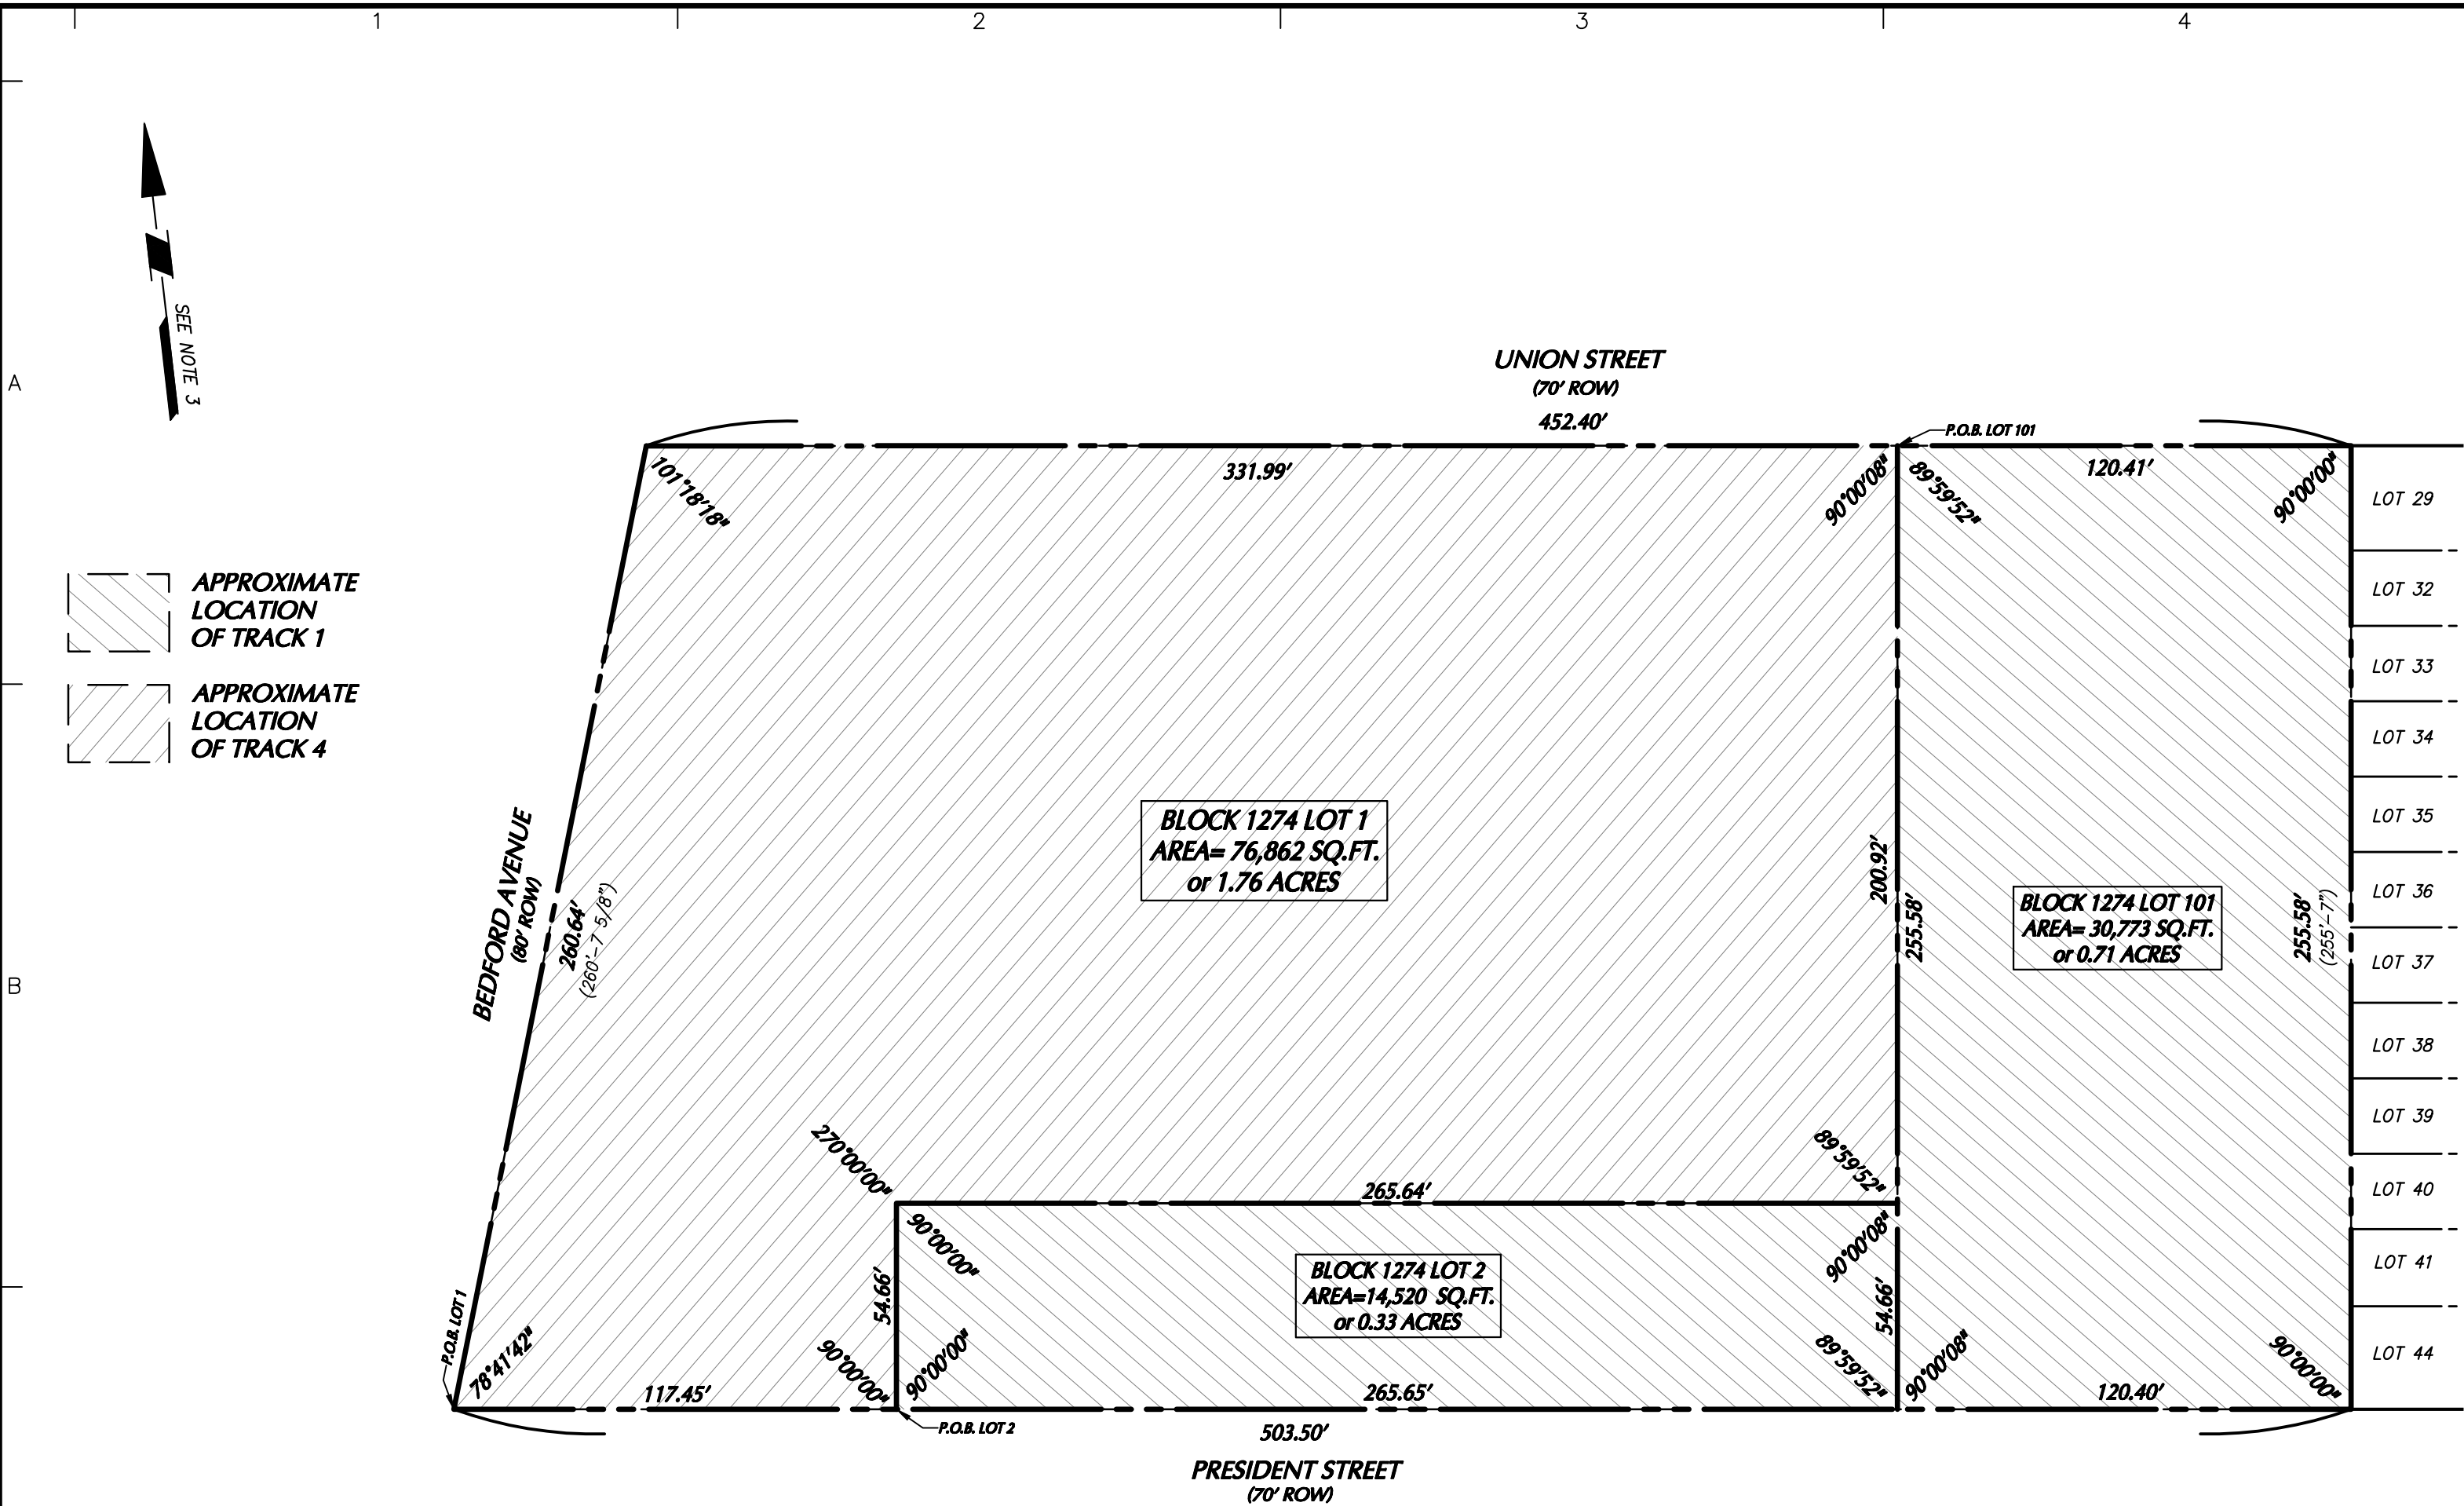 1
2
3
4
A
B
SEE NOTE 3
APPROXIMATE
LOCATION
OF TRACK 1
APPROXIMATE
LOCATION
OF TRACK 4
UNION STREET
(70' ROW)
452.40'
P.O.B. LOT 101
331.99'
120.41'
101°18'18"
90°00'08"
89°59'52"
90°00'00"
LOT 29
LOT 32
LOT 33
LOT 34
LOT 35
LOT 36
LOT 37
LOT 38
LOT 39
LOT 40
LOT 41
LOT 44
BEDFORD AVENUE
(80' ROW)
260.64'
(260'-7 5/8")
BLOCK 1274 LOT 1
AREA= 76,862 SQ.FT.
or 1.76 ACRES
200.92'
255.58'
BLOCK 1274 LOT 101
AREA= 30,773 SQ.FT.
or 0.71 ACRES
255.58'
(255'-7")
270°00'00"
89°59'52"
265.64'
90°00'00"
90°00'08"
54.66'
BLOCK 1274 LOT 2
AREA=14,520 SQ.FT.
or 0.33 ACRES
54.66'
P.O.B. LOT 1
78°41'42"
90°00'00"
90°00'00"
89°59'52"
90°00'08"
90°00'00"
117.45'
265.65'
120.40'
P.O.B. LOT 2
503.50'
PRESIDENT STREET
(70' ROW)